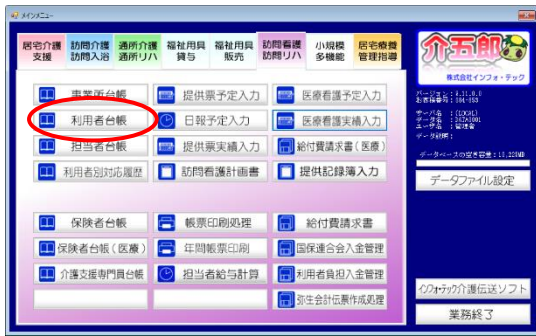 メインメニュー
居宅介護支援
訪問介護訪問入浴
通所介護通所リハ
福祉用具貸与
福祉用具販売
訪問看護訪問リハ
小規模多機能
居宅療養管理指導
介五郎
株式会社インフォ・テック
事業所台帳
提供票予定入力
医療看護予定入力
利用者台帳
日報予定入力
医療看護実績入力
担当者台帳
提供票実績入力
給付費請求書(医療)
利用者別対応履歴
訪問看護計画書
提供記録簿入力
データファイル設定
保険者台帳
帳票印刷処理
給付費請求書
保険者台帳(医療)
年間帳票印刷
国保連合会入金管理
介護支援専門員台帳
担当者給与計算
利用者負担入金管理
弥生会計伝票作成処理
インフォ・テック介護伝送ソフト
業務終了